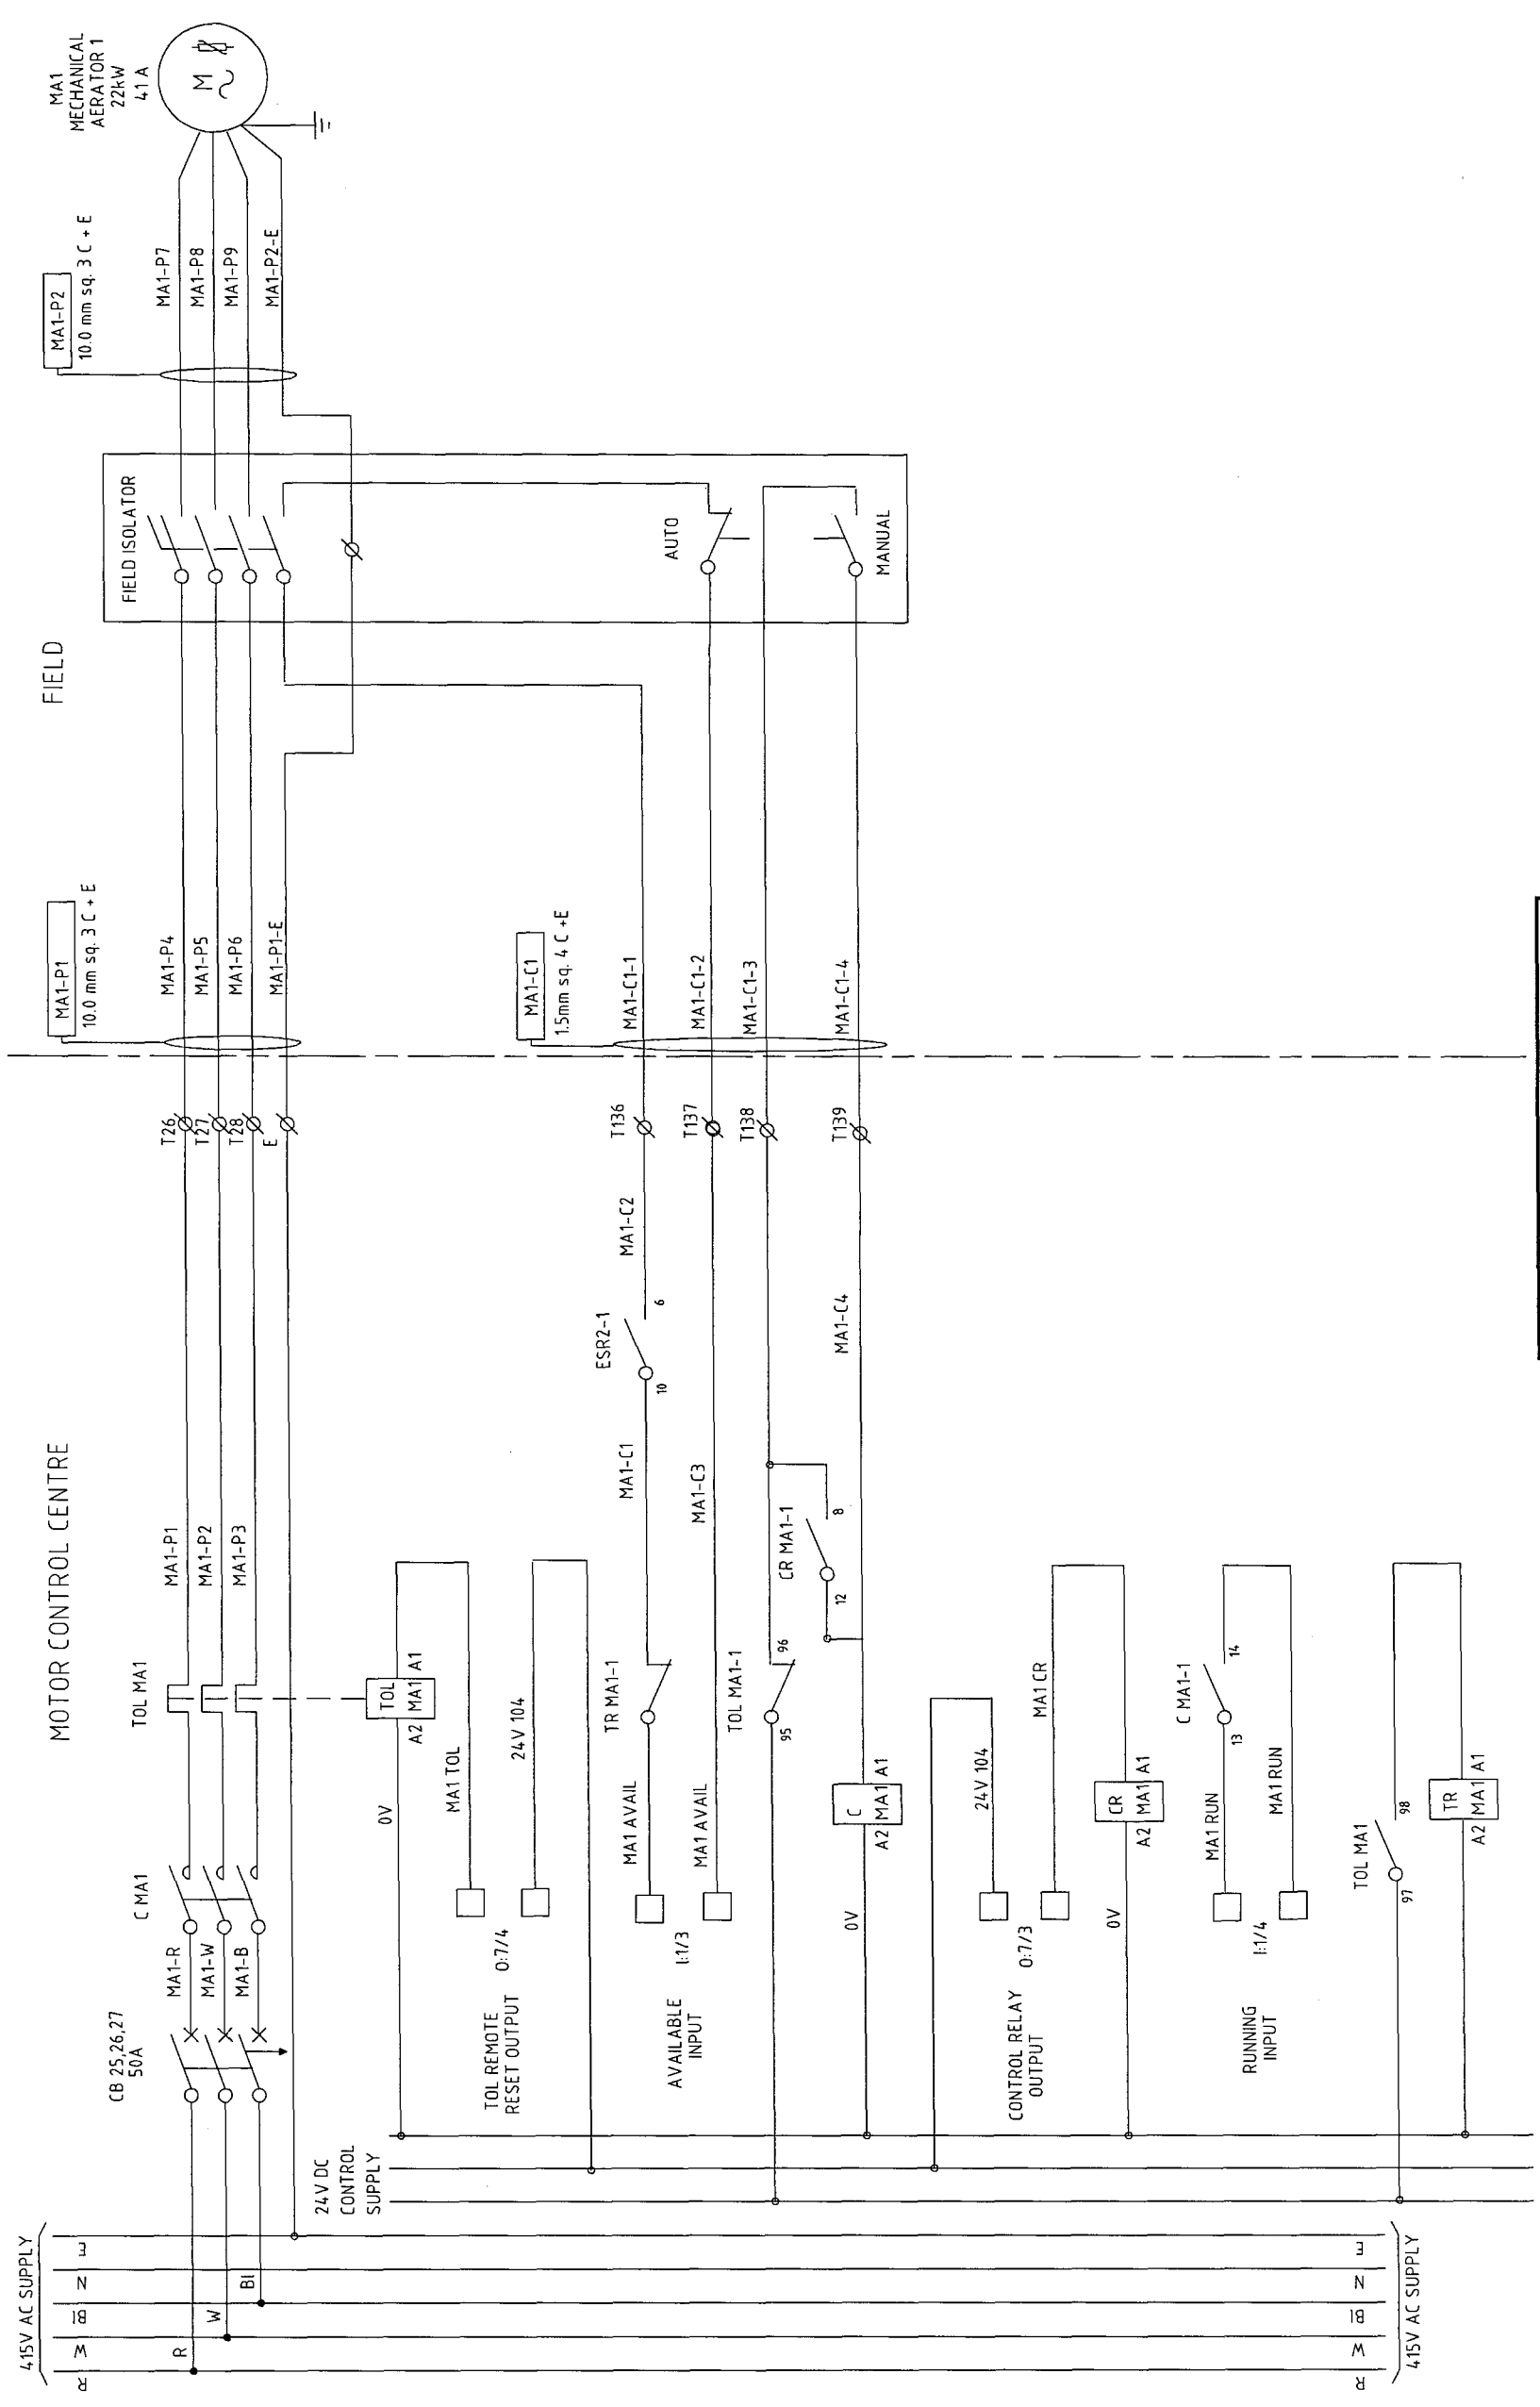 MOTOR CONTROL CENTRE
FIELD
415V AC SUPPLY
R
W
Bl
N
E
R
W
Bl
CB 25,26,27
50A
MA1-R
MA1-W
MA1-B
C MA1
TOL MA1
MA1-P1
MA1-P2
MA1-P3
T26
T27
T28
E
MA1-P1
10.0 mm sq. 3 C + E
MA1-P4
MA1-P5
MA1-P6
MA1-P1-E
FIELD ISOLATOR
MA1-P2
10.0 mm sq. 3 C + E
MA1-P7
MA1-P8
MA1-P9
MA1-P2-E
MA1
MECHANICAL
AERATOR 1
22kW
41 A
M
24V DC
CONTROL
SUPPLY
0V
A2
TOL
MA1
A1
MA1 TOL
TOL REMOTE
RESET OUTPUT
O:7/4
24V 104
AVAILABLE
INPUT
I:1/3
MA1 AVAIL
TR MA1-1
MA1-C1
ESR2-1
10
6
MA1-C2
T136
MA1-C1
1.5mm sq. 4 C +E
MA1-C1-1
MA1 AVAIL
MA1-C3
T137
MA1-C1-2
AUTO
TOL MA1-1
95
96
T138
MA1-C1-3
CR MA1-1
12
8
0V
A2
C
MA1
A1
MA1-C4
T139
MA1-C1-4
MANUAL
24V 104
CONTROL RELAY
OUTPUT
O:7/3
MA1 CR
0V
A2
CR
MA1
A1
RUNNING
INPUT
I:1/4
MA1 RUN
C MA1-1
13
14
MA1 RUN
TOL MA1
97
98
A2
TR
MA1
A1
R
W
Bl
N
E
415V AC SUPPLY